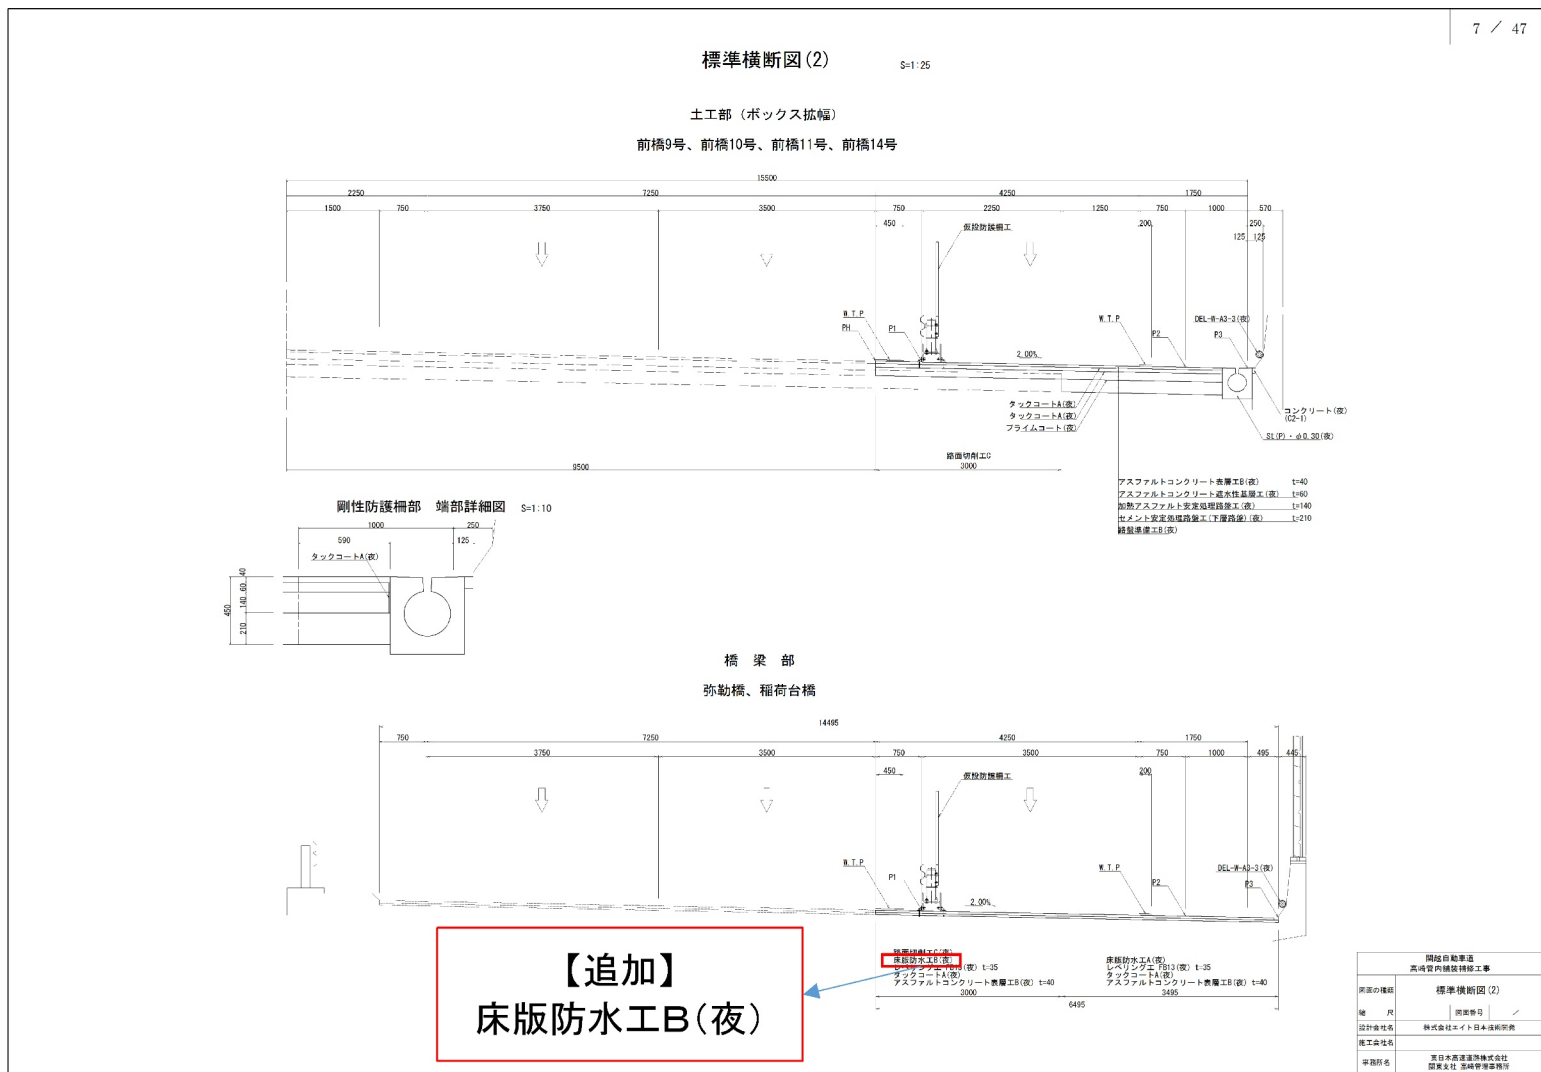 7 / 47
標準横断図(2)
S=1:25
土工部（ボックス拡幅）
前橋9号、前橋10号、前橋11号、前橋14号
15500
2250
7250
4250
1750
1500
750
3750
3500
750
2250
1250
750
1000
570
450
200
250
125
125
仮設防護柵工
W.T.P
PH
P1
W.T.P
P2
DEL-W-A3-3(夜)
P3
2.00%
タックコートA(夜)
タックコートA(夜)
プライムコート(夜)
コンクリート(夜)
(C2-1)
St(P)・φ0.30(夜)
路面切削工C
9500
3000
アスファルトコンクリート表層工B(夜) t=40
アスファルトコンクリート遮水性基層工(夜) t=60
加熱アスファルト安定処理路盤工(夜) t=140
セメント安定処理路盤工(下層路盤)(夜) t=210
路盤準備工B(夜)
剛性防護柵部 端部詳細図 S=1:10
1000
250
590
125
タックコートA(夜)
40
60
140
210
450
橋 梁 部
弥勒橋、稲荷台橋
14495
750
7250
4250
1750
3750
3500
750
3500
750
1000
495
445
450
200
仮設防護柵工
W.T.P
P1
W.T.P
P2
DEL-W-A3-3(夜)
P3
2.00%
路面切削工C(夜)
床版防水工B(夜)
レベリング工 FB13(夜) t=35
タックコートA(夜)
アスファルトコンクリート表層工B(夜) t=40
床版防水工A(夜)
レベリング工 FB13(夜) t=35
タックコートA(夜)
アスファルトコンクリート表層工B(夜) t=40
3000
3495
6495
【追加】
床版防水工B(夜)
関越自動車道
高崎管内舗装補修工事
図面の種類 標準横断図(2)
縮 尺 図面番号 /
設計会社名 株式会社エイト日本技術開発
施工会社名
事務所名 東日本高速道路株式会社
関東支社 高崎管理事務所